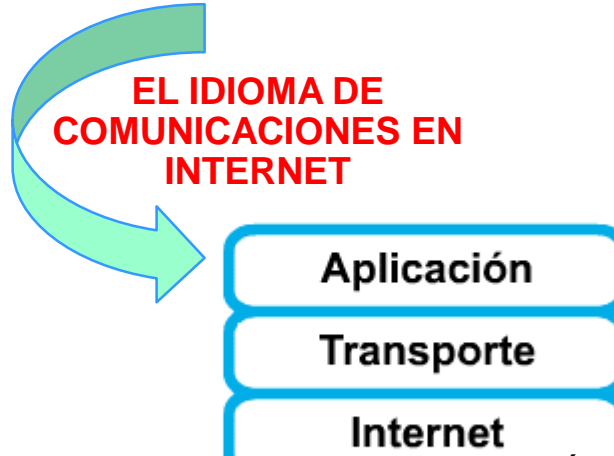 EL IDIOMA DE
COMUNICACIONES EN
INTERNET
Aplicación
Transporte
Internet